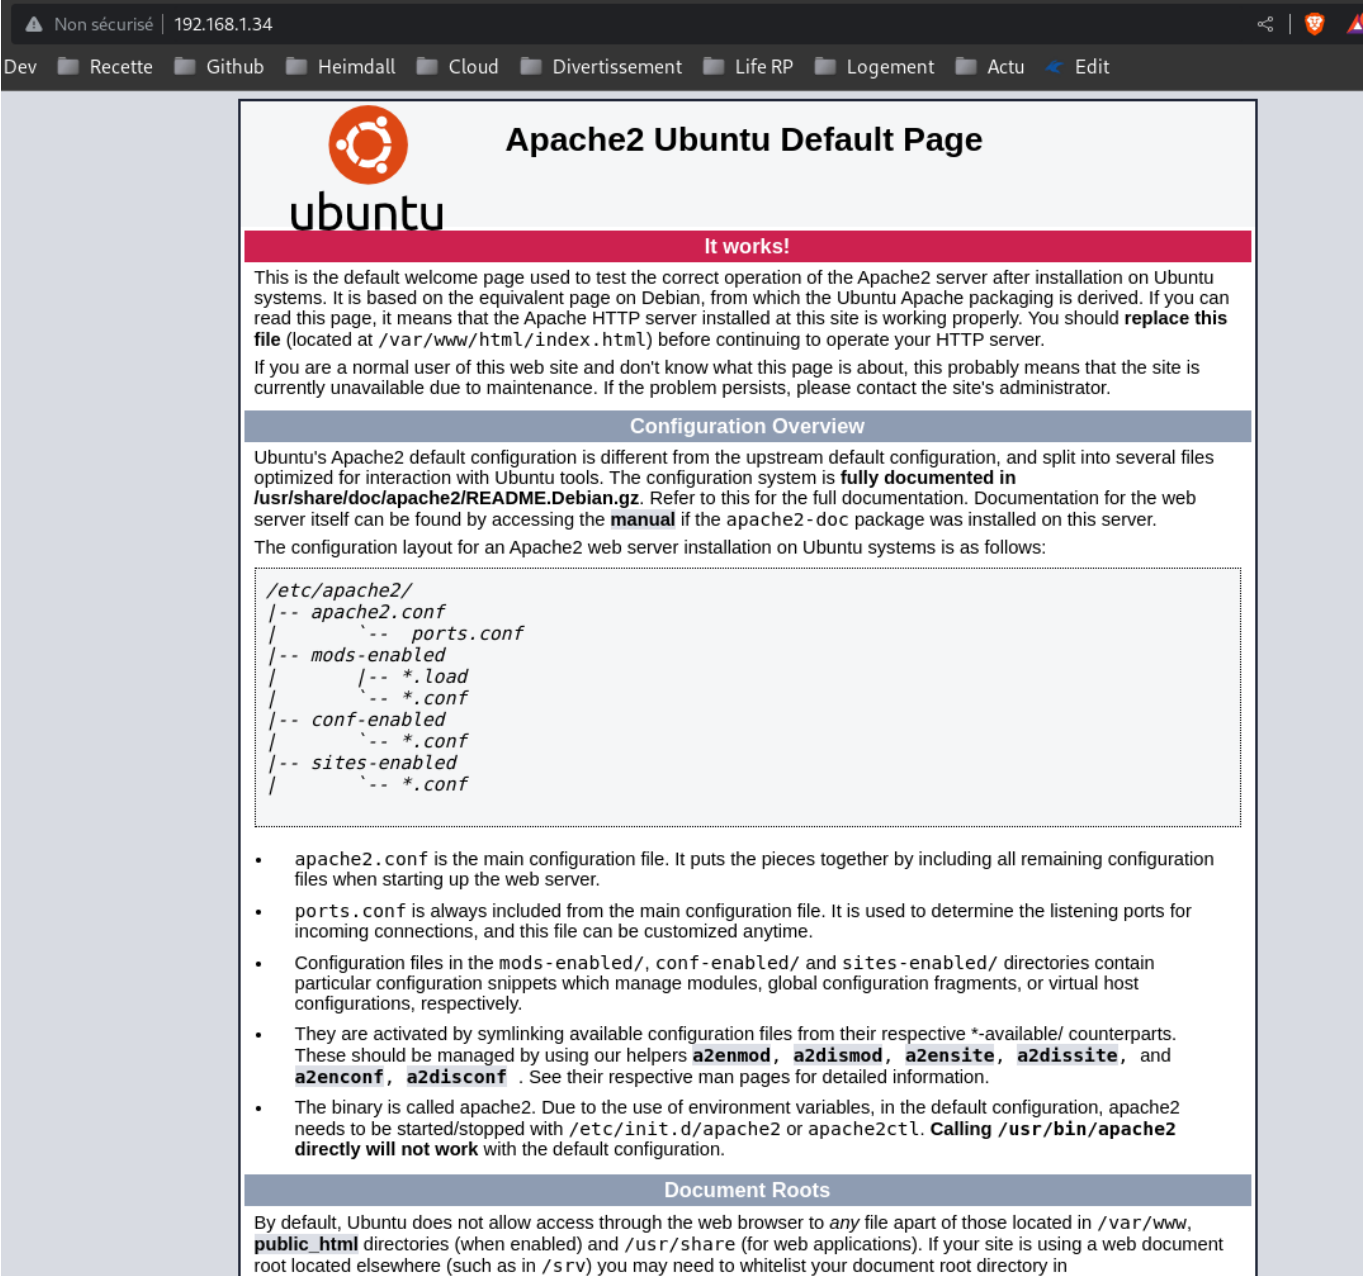 Non sécurisé 192.168.1.34
Dev Recette Github Heimdall Cloud Divertissement Life RP Logement Actu Edit
ubuntu
Apache2 Ubuntu Default Page
It works!
This is the default welcome page used to test the correct operation of the Apache2 server after installation on Ubuntu
systems. It is based on the equivalent page on Debian, from which the Ubuntu Apache packaging is derived. If you can
read this page, it means that the Apache HTTP server installed at this site is working properly. You should replace this
file (located at /var/www/html/index.html) before continuing to operate your HTTP server.
If you are a normal user of this web site and don't know what this page is about, this probably means that the site is
currently unavailable due to maintenance. If the problem persists, please contact the site's administrator.
Configuration Overview
Ubuntu's Apache2 default configuration is different from the upstream default configuration, and split into several files
optimized for interaction with Ubuntu tools. The configuration system is fully documented in
/usr/share/doc/apache2/README.Debian.gz. Refer to this for the full documentation. Documentation for the web
server itself can be found by accessing the manual if the apache2-doc package was installed on this server.
The configuration layout for an Apache2 web server installation on Ubuntu systems is as follows:
/etc/apache2/
|-- apache2.conf
|       `--  ports.conf
|-- mods-enabled
|       |-- *.load
|       `-- *.conf
|-- conf-enabled
|       `-- *.conf
|-- sites-enabled
|       `-- *.conf
• apache2.conf is the main configuration file. It puts the pieces together by including all remaining configuration
files when starting up the web server.
• ports.conf is always included from the main configuration file. It is used to determine the listening ports for
incoming connections, and this file can be customized anytime.
• Configuration files in the mods-enabled/, conf-enabled/ and sites-enabled/ directories contain
particular configuration snippets which manage modules, global configuration fragments, or virtual host
configurations, respectively.
• They are activated by symlinking available configuration files from their respective *-available/ counterparts.
These should be managed by using our helpers a2enmod, a2dismod, a2ensite, a2dissite, and
a2enconf, a2disconf . See their respective man pages for detailed information.
• The binary is called apache2. Due to the use of environment variables, in the default configuration, apache2
needs to be started/stopped with /etc/init.d/apache2 or apache2ctl. Calling /usr/bin/apache2
directly will not work with the default configuration.
Document Roots
By default, Ubuntu does not allow access through the web browser to any file apart of those located in /var/www,
public_html directories (when enabled) and /usr/share (for web applications). If your site is using a web document
root located elsewhere (such as in /srv) you may need to whitelist your document root directory in